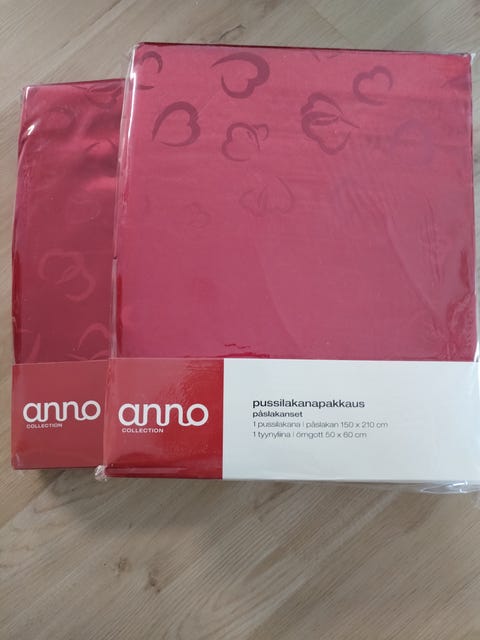 anno
COLLECTION
anno
COLLECTION
pussilakanapakkaus
påslakanset
1 pussilakana | påslakan 150 x 210 cm
1 tyynyliina | örngott 50 x 60 cm